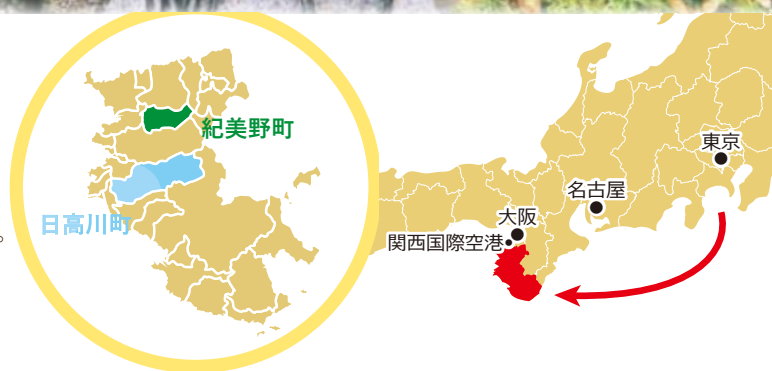 紀美野町
日高川町
。
東京
名古屋
大阪
関西国際空港